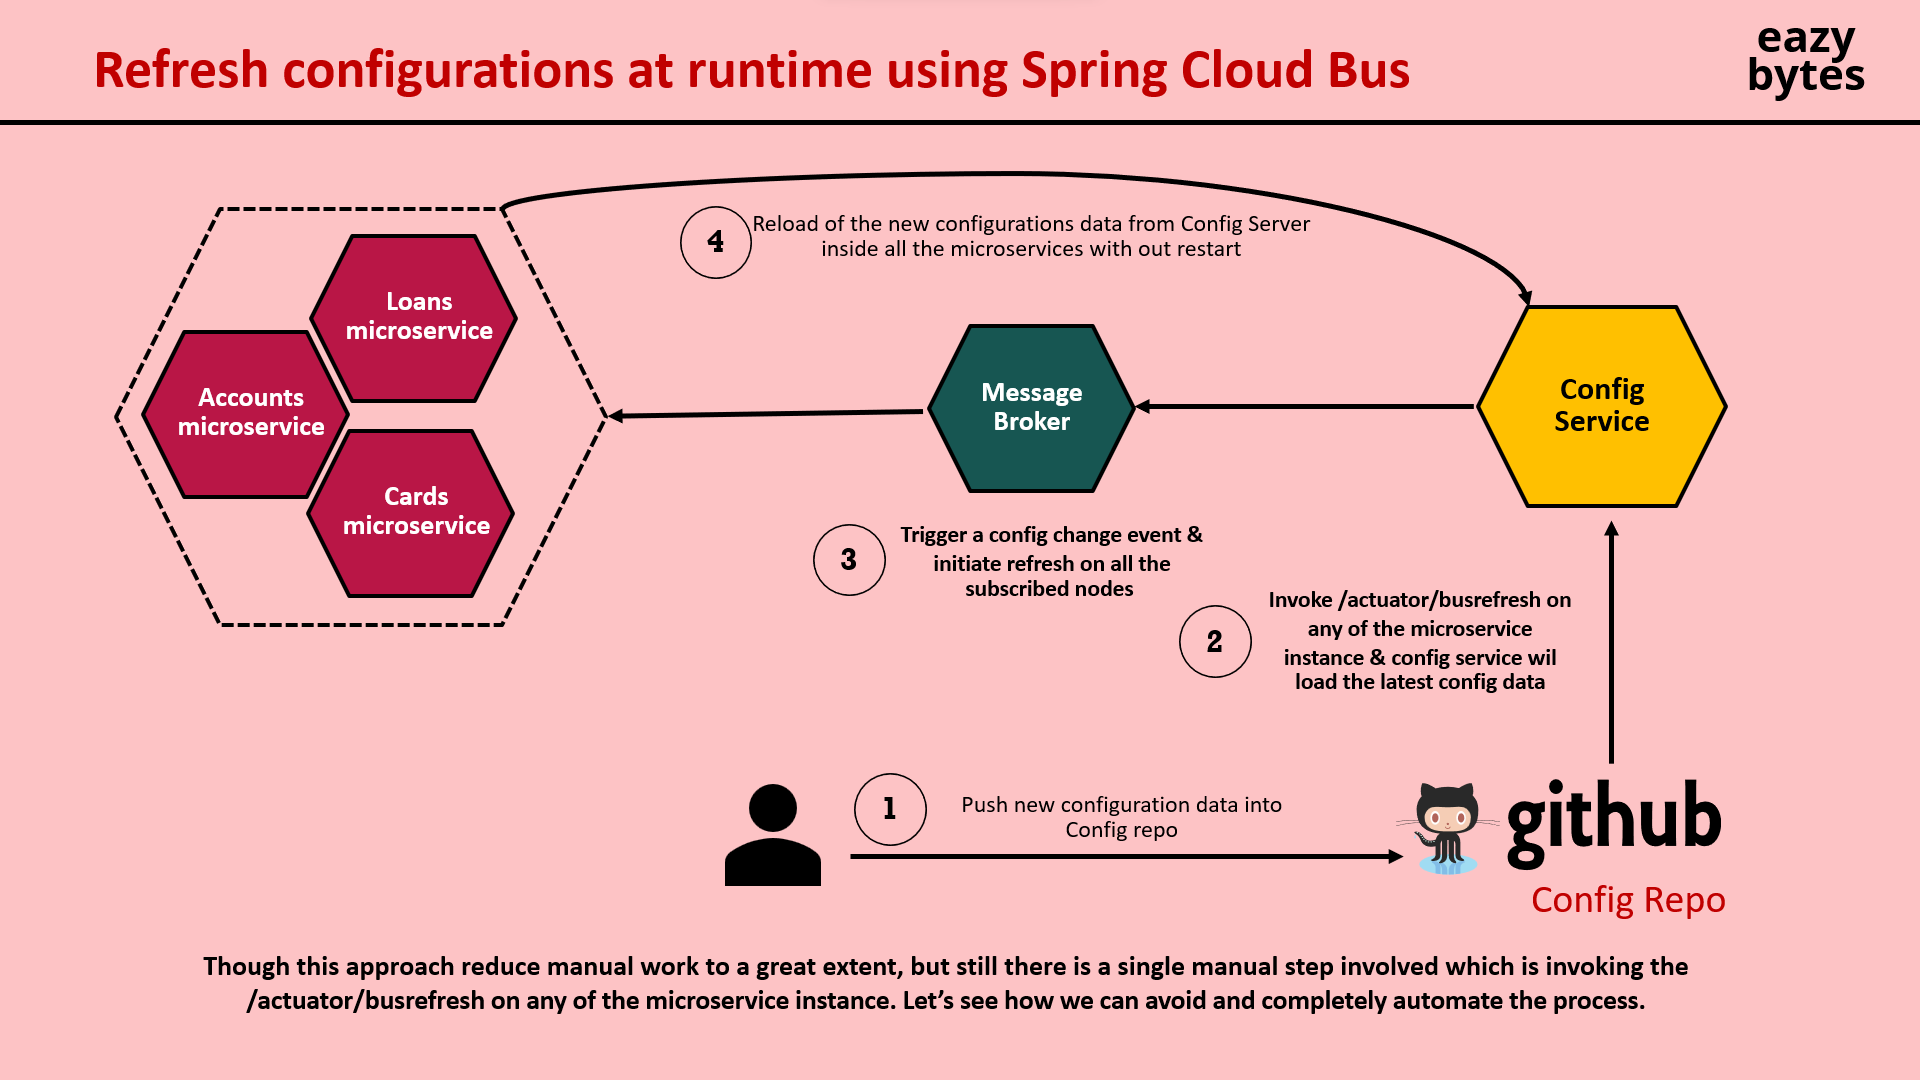 Refresh configurations at runtime using Spring Cloud Bus
eazy
bytes
4
Reload of the new configurations data from Config Server
inside all the microservices with out restart
Loans
microservice
Accounts
microservice
Cards
microservice
Message
Broker
Config
Service
3
Trigger a config change event &
initiate refresh on all the
subscribed nodes
2
Invoke /actuator/busrefresh on
any of the microservice
instance & config service wil
load the latest config data
1
Push new configuration data into
Config repo
github
Config Repo
Though this approach reduce manual work to a great extent, but still there is a single manual step involved which is invoking the
/actuator/busrefresh on any of the microservice instance. Let’s see how we can avoid and completely automate the process.